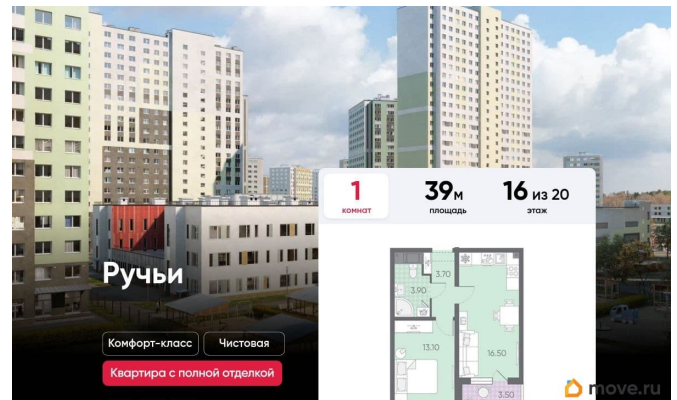 1
комнат
39м
площадь
16 из 20
этаж
Ручьи
Комфорт-класс
Чистовая
Квартира с полной отделкой
3.70
3.90
13.10
16.50
3.50
move.ru